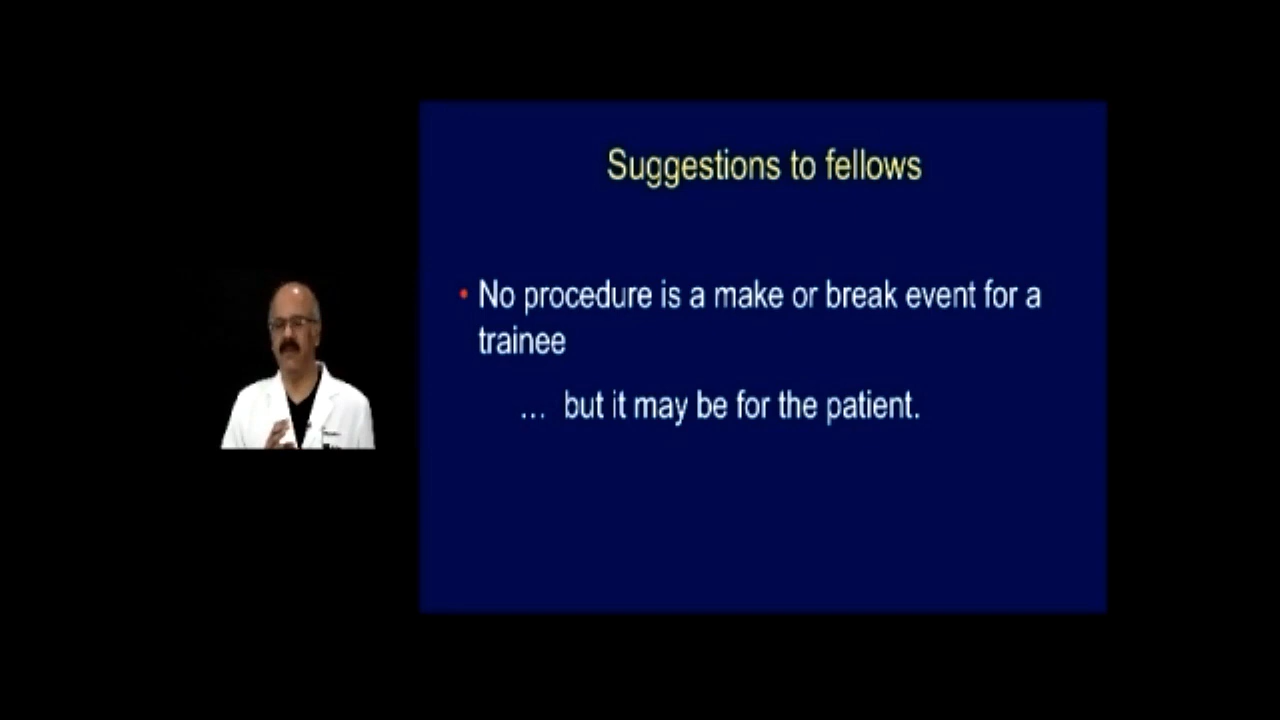 Suggestions to fellows
• No procedure is a make or break event for a
trainee
… but it may be for the patient.